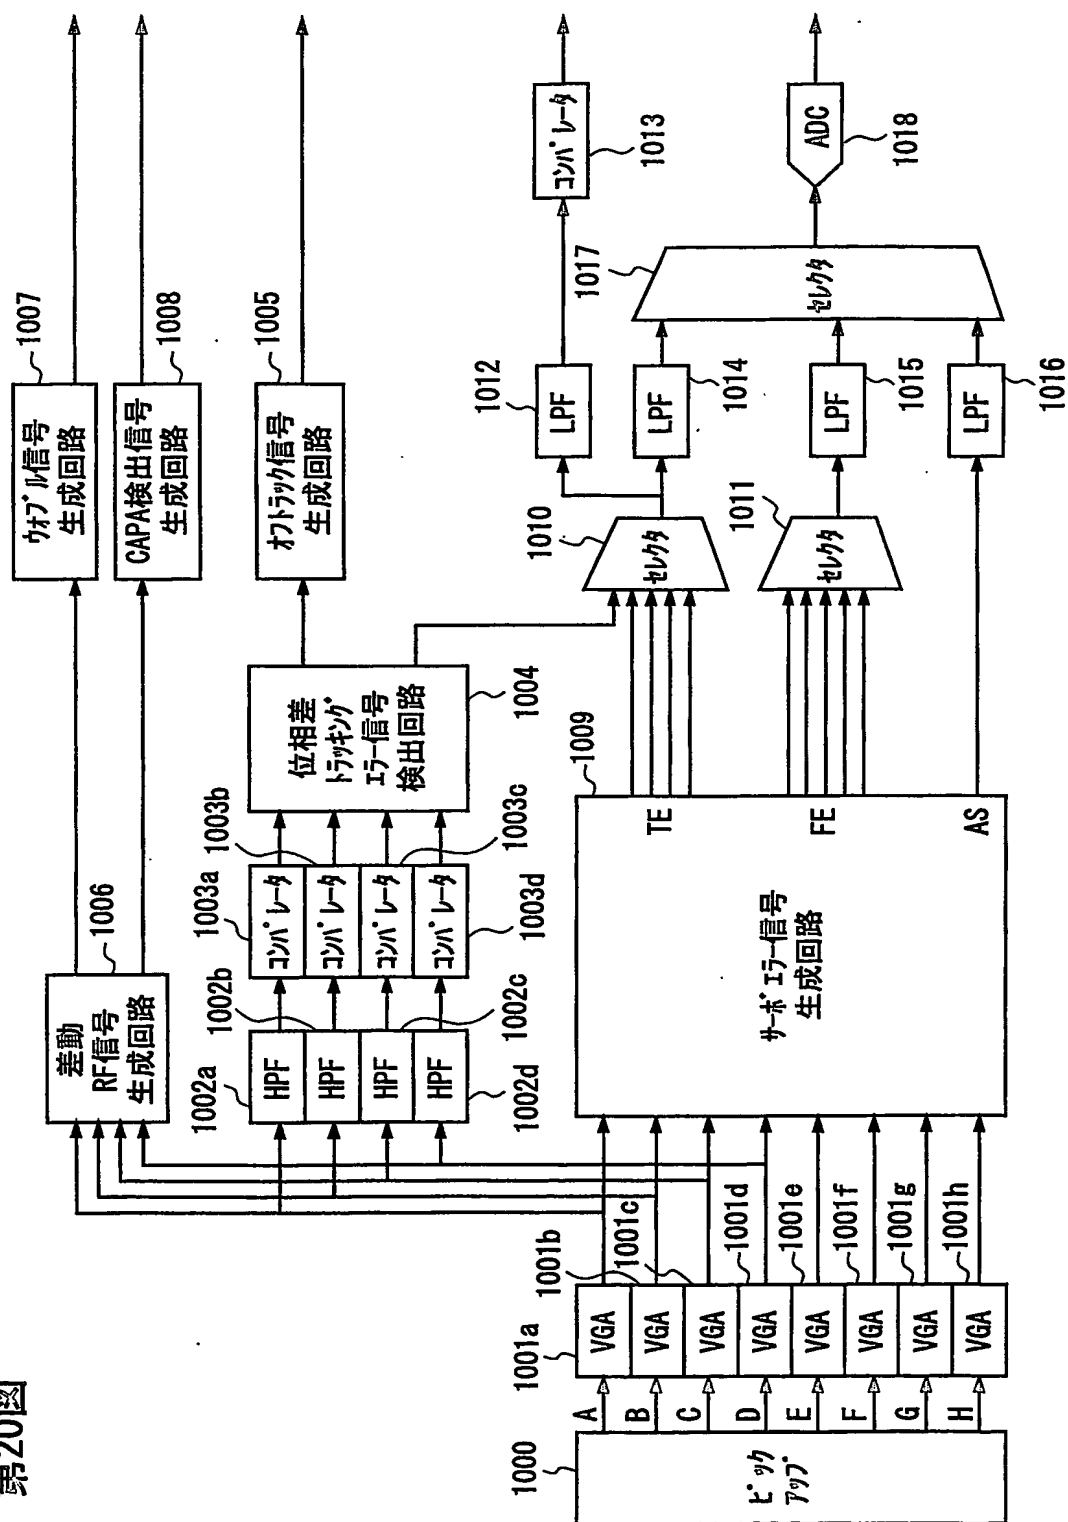 第20図
1007
ウォブル信号
生成回路
1008
CAPA検出信号
生成回路
1005
オフトラック信号
生成回路
1006
差動
RF信号
生成回路
1004
位相差
トラッキング
エラー信号
検出回路
1002a
HPF
1002b
HPF
1002c
HPF
1002d
HPF
1003a
コンパレータ
1003b
コンパレータ
1003c
コンパレータ
1003d
コンパレータ
1000
ピック
アップ
A
B
C
D
E
F
G
H
1001a
VGA
1001b
VGA
1001c
VGA
1001d
VGA
1001e
VGA
1001f
VGA
1001g
VGA
1001h
VGA
1009
サーボエラー信号
生成回路
TE
FE
AS
1010
セレクタ
1011
セレクタ
1012
LPF
1013
コンパレータ
1014
LPF
1015
LPF
1016
LPF
1017
セレクタ
1018
ADC